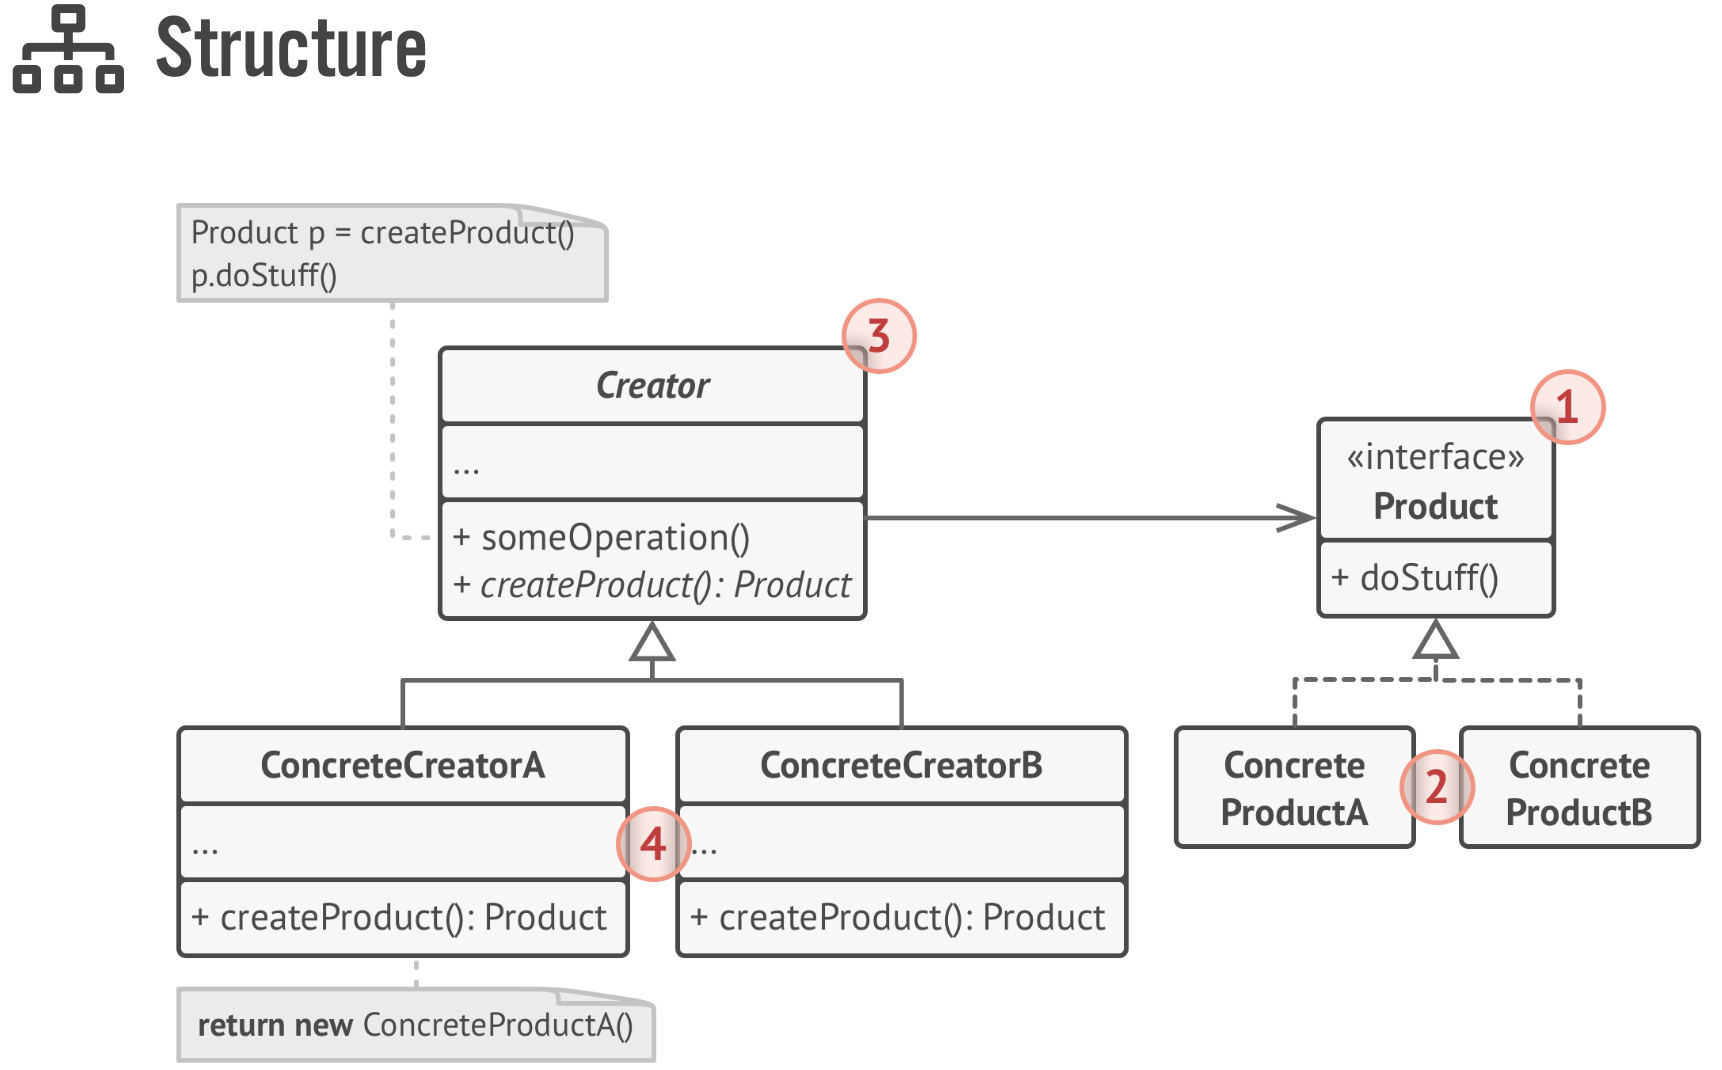 Structure
Product p = createProduct()
p.doStuff()
3
Creator
...
+ someOperation()
+ createProduct(): Product
1
«interface»
Product
+ doStuff()
ConcreteCreatorA
...
+ createProduct(): Product
4
ConcreteCreatorB
...
+ createProduct(): Product
Concrete
ProductA
2
Concrete
ProductB
return new ConcreteProductA()